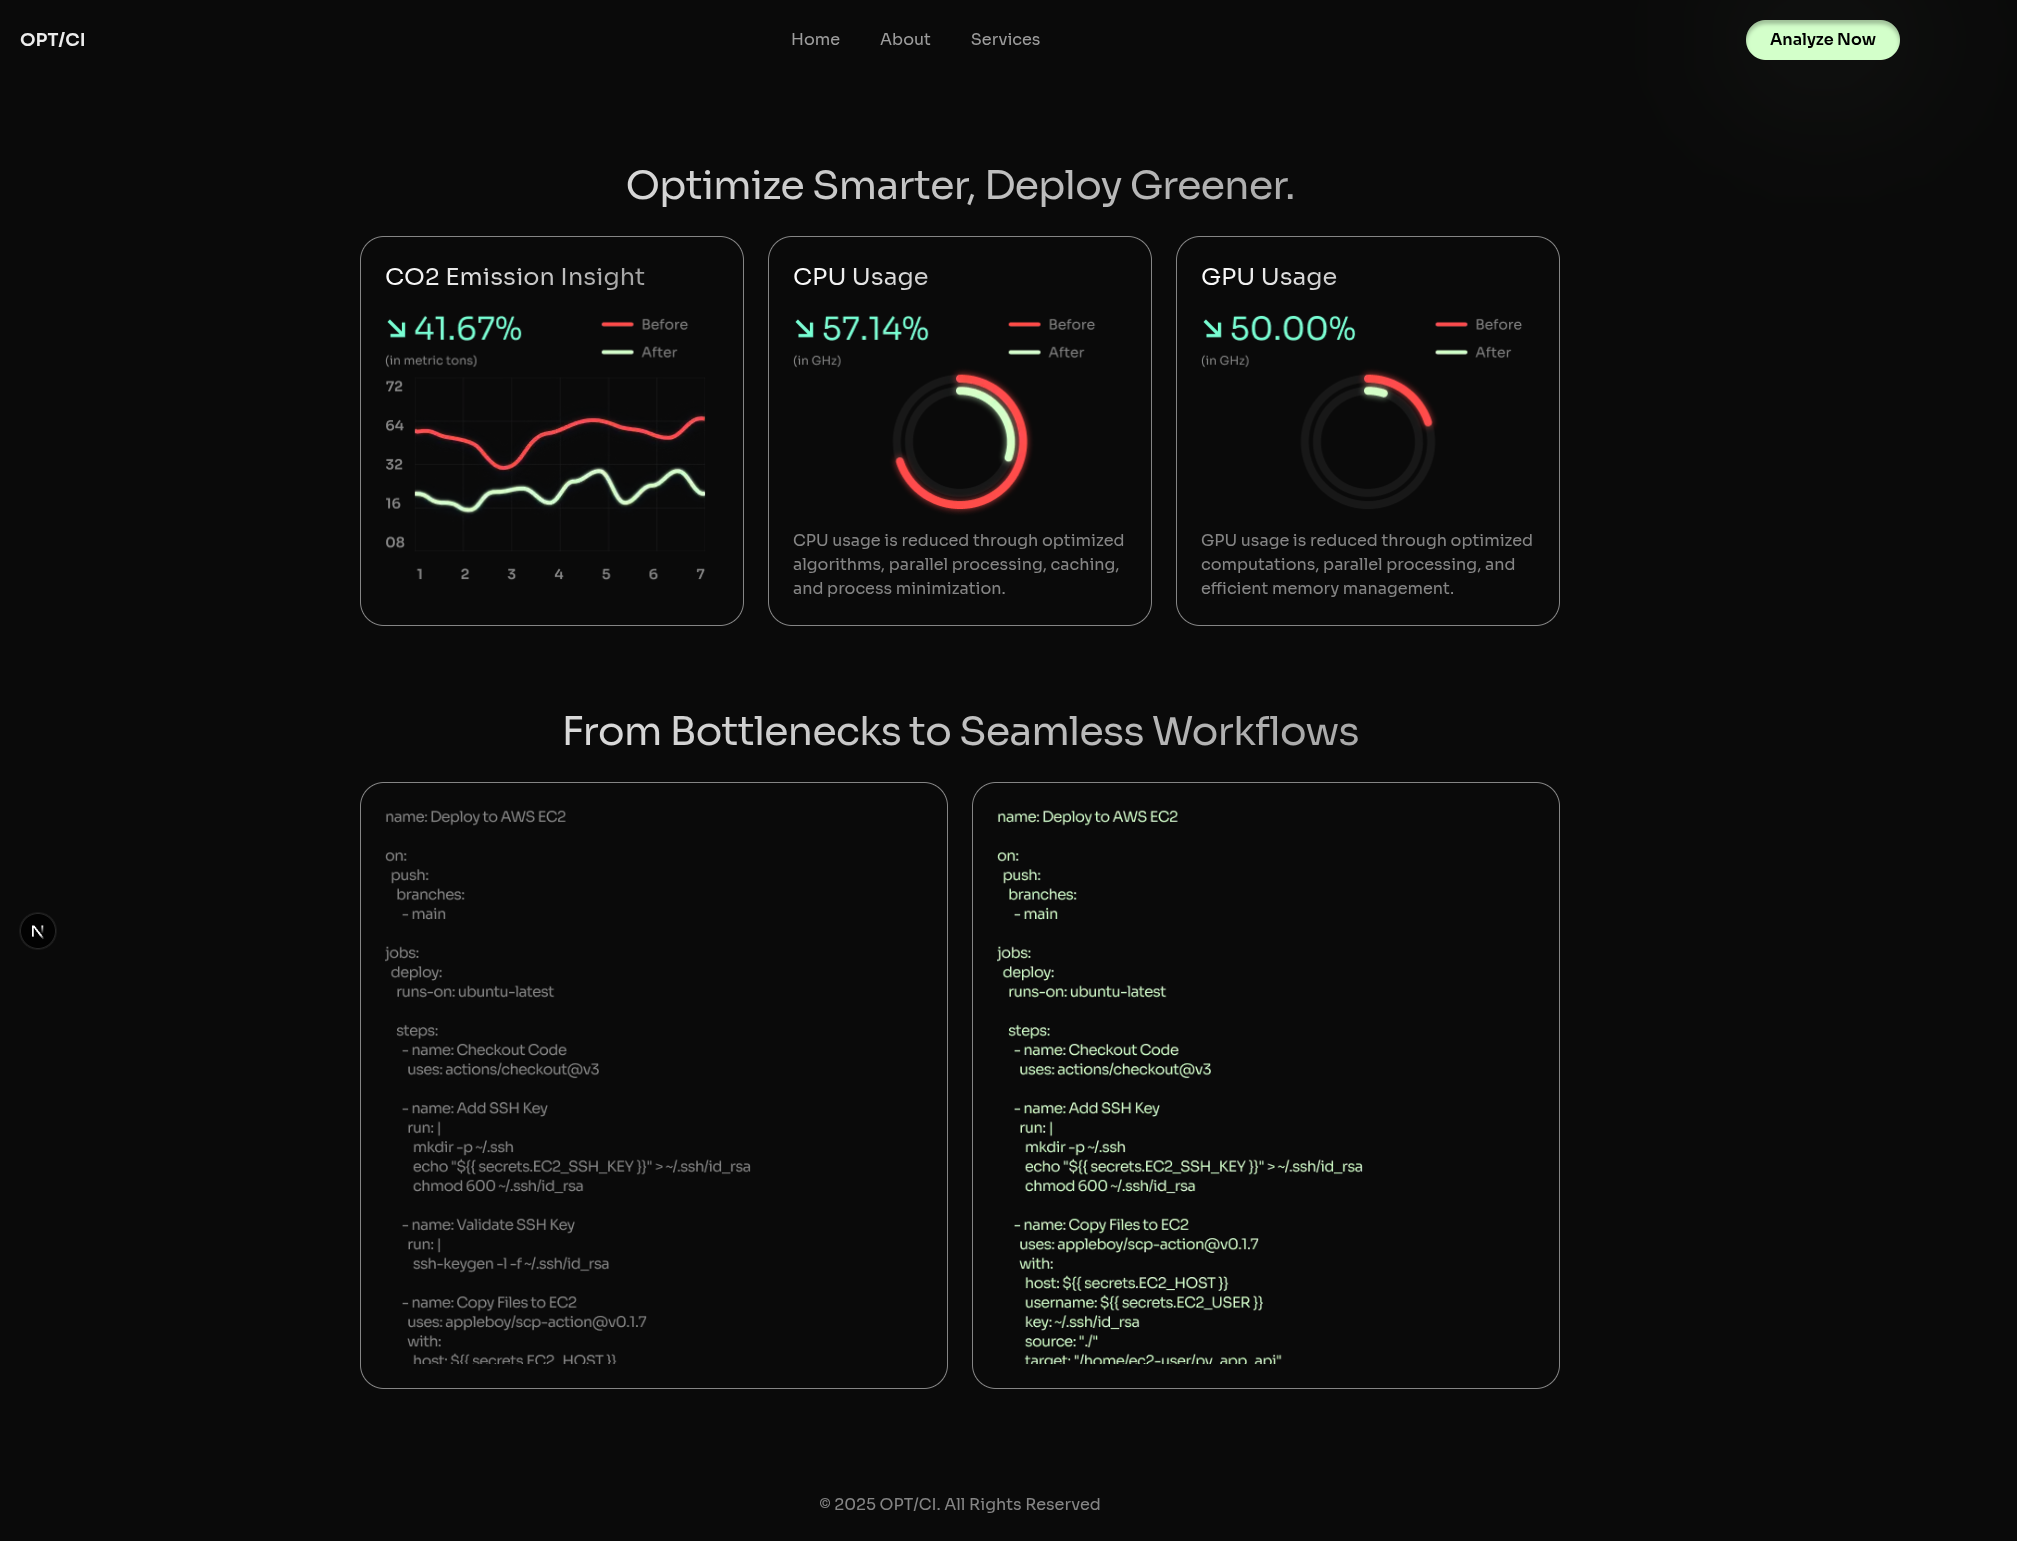 OPT/CI
Home
About
Services
Analyze Now
Optimize Smarter, Deploy Greener.
CO2 Emission Insight
41.67%
(in metric tons)
Before
After
72
64
32
16
08
1 2 3 4 5 6 7
CPU Usage
57.14%
(in GHz)
Before
After
CPU usage is reduced through optimized
algorithms, parallel processing, caching,
and process minimization.
GPU Usage
50.00%
(in GHz)
Before
After
GPU usage is reduced through optimized
computations, parallel processing, and
efficient memory management.
From Bottlenecks to Seamless Workflows
name: Deploy to AWS EC2
on:
push:
branches:
- main
jobs:
deploy:
runs-on: ubuntu-latest
steps:
- name: Checkout Code
uses: actions/checkout@v3
- name: Add SSH Key
run: |
mkdir -p ~/.ssh
echo "${{ secrets.EC2_SSH_KEY }}" > ~/.ssh/id_rsa
chmod 600 ~/.ssh/id_rsa
- name: Validate SSH Key
run: |
ssh-keygen -l -f ~/.ssh/id_rsa
- name: Copy Files to EC2
uses: appleboy/scp-action@v0.1.7
with:
host: ${{ secrets.EC2_HOST }}
name: Deploy to AWS EC2
on:
push:
branches:
- main
jobs:
deploy:
runs-on: ubuntu-latest
steps:
- name: Checkout Code
uses: actions/checkout@v3
- name: Add SSH Key
run: |
mkdir -p ~/.ssh
echo "${{ secrets.EC2_SSH_KEY }}" > ~/.ssh/id_rsa
chmod 600 ~/.ssh/id_rsa
- name: Copy Files to EC2
uses: appleboy/scp-action@v0.1.7
with:
host: ${{ secrets.EC2_HOST }}
username: ${{ secrets.EC2_USER }}
key: ~/.ssh/id_rsa
source: "./"
target: "/home/ec2-user/py_app_api"
N
© 2025 OPT/CI. All Rights Reserved